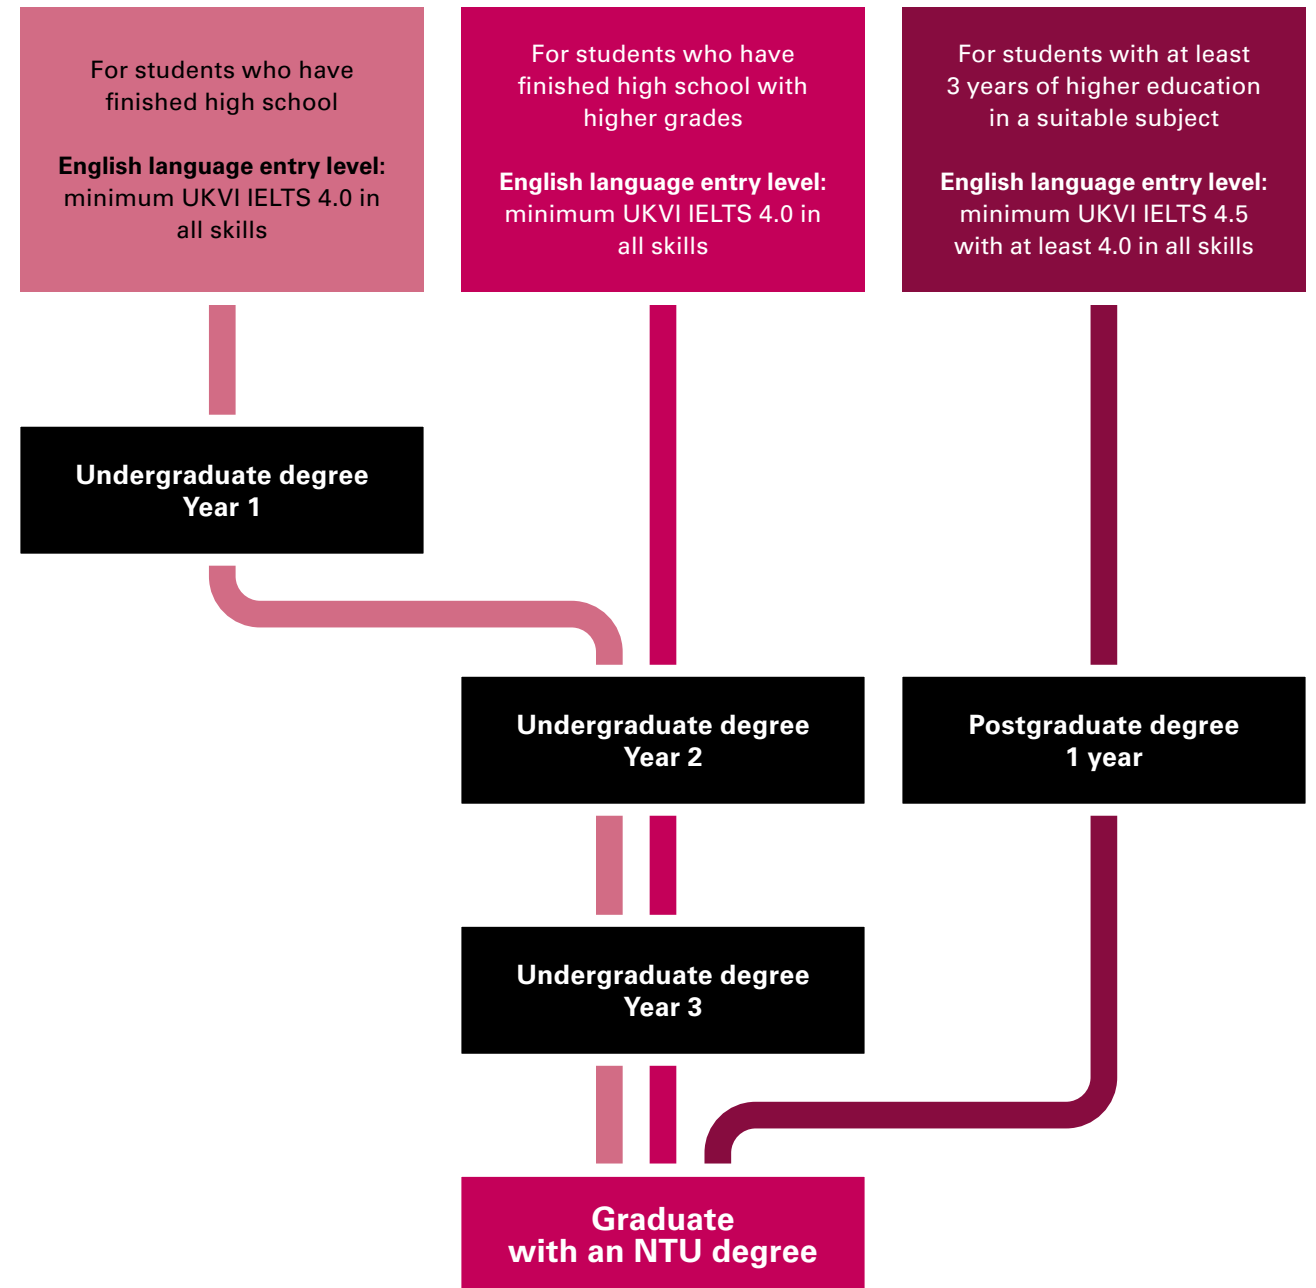 For students who have
finished high school
English language entry level:
minimum UKVI IELTS 4.0 in
all skills
For students who have
finished high school with
higher grades
English language entry level:
minimum UKVI IELTS 4.0 in
all skills
For students with at least
3 years of higher education
in a suitable subject
English language entry level:
minimum UKVI IELTS 4.5
with at least 4.0 in all skills
Undergraduate degree
Year 1
Undergraduate degree
Year 2
Postgraduate degree
1 year
Undergraduate degree
Year 3
Graduate
with an NTU degree